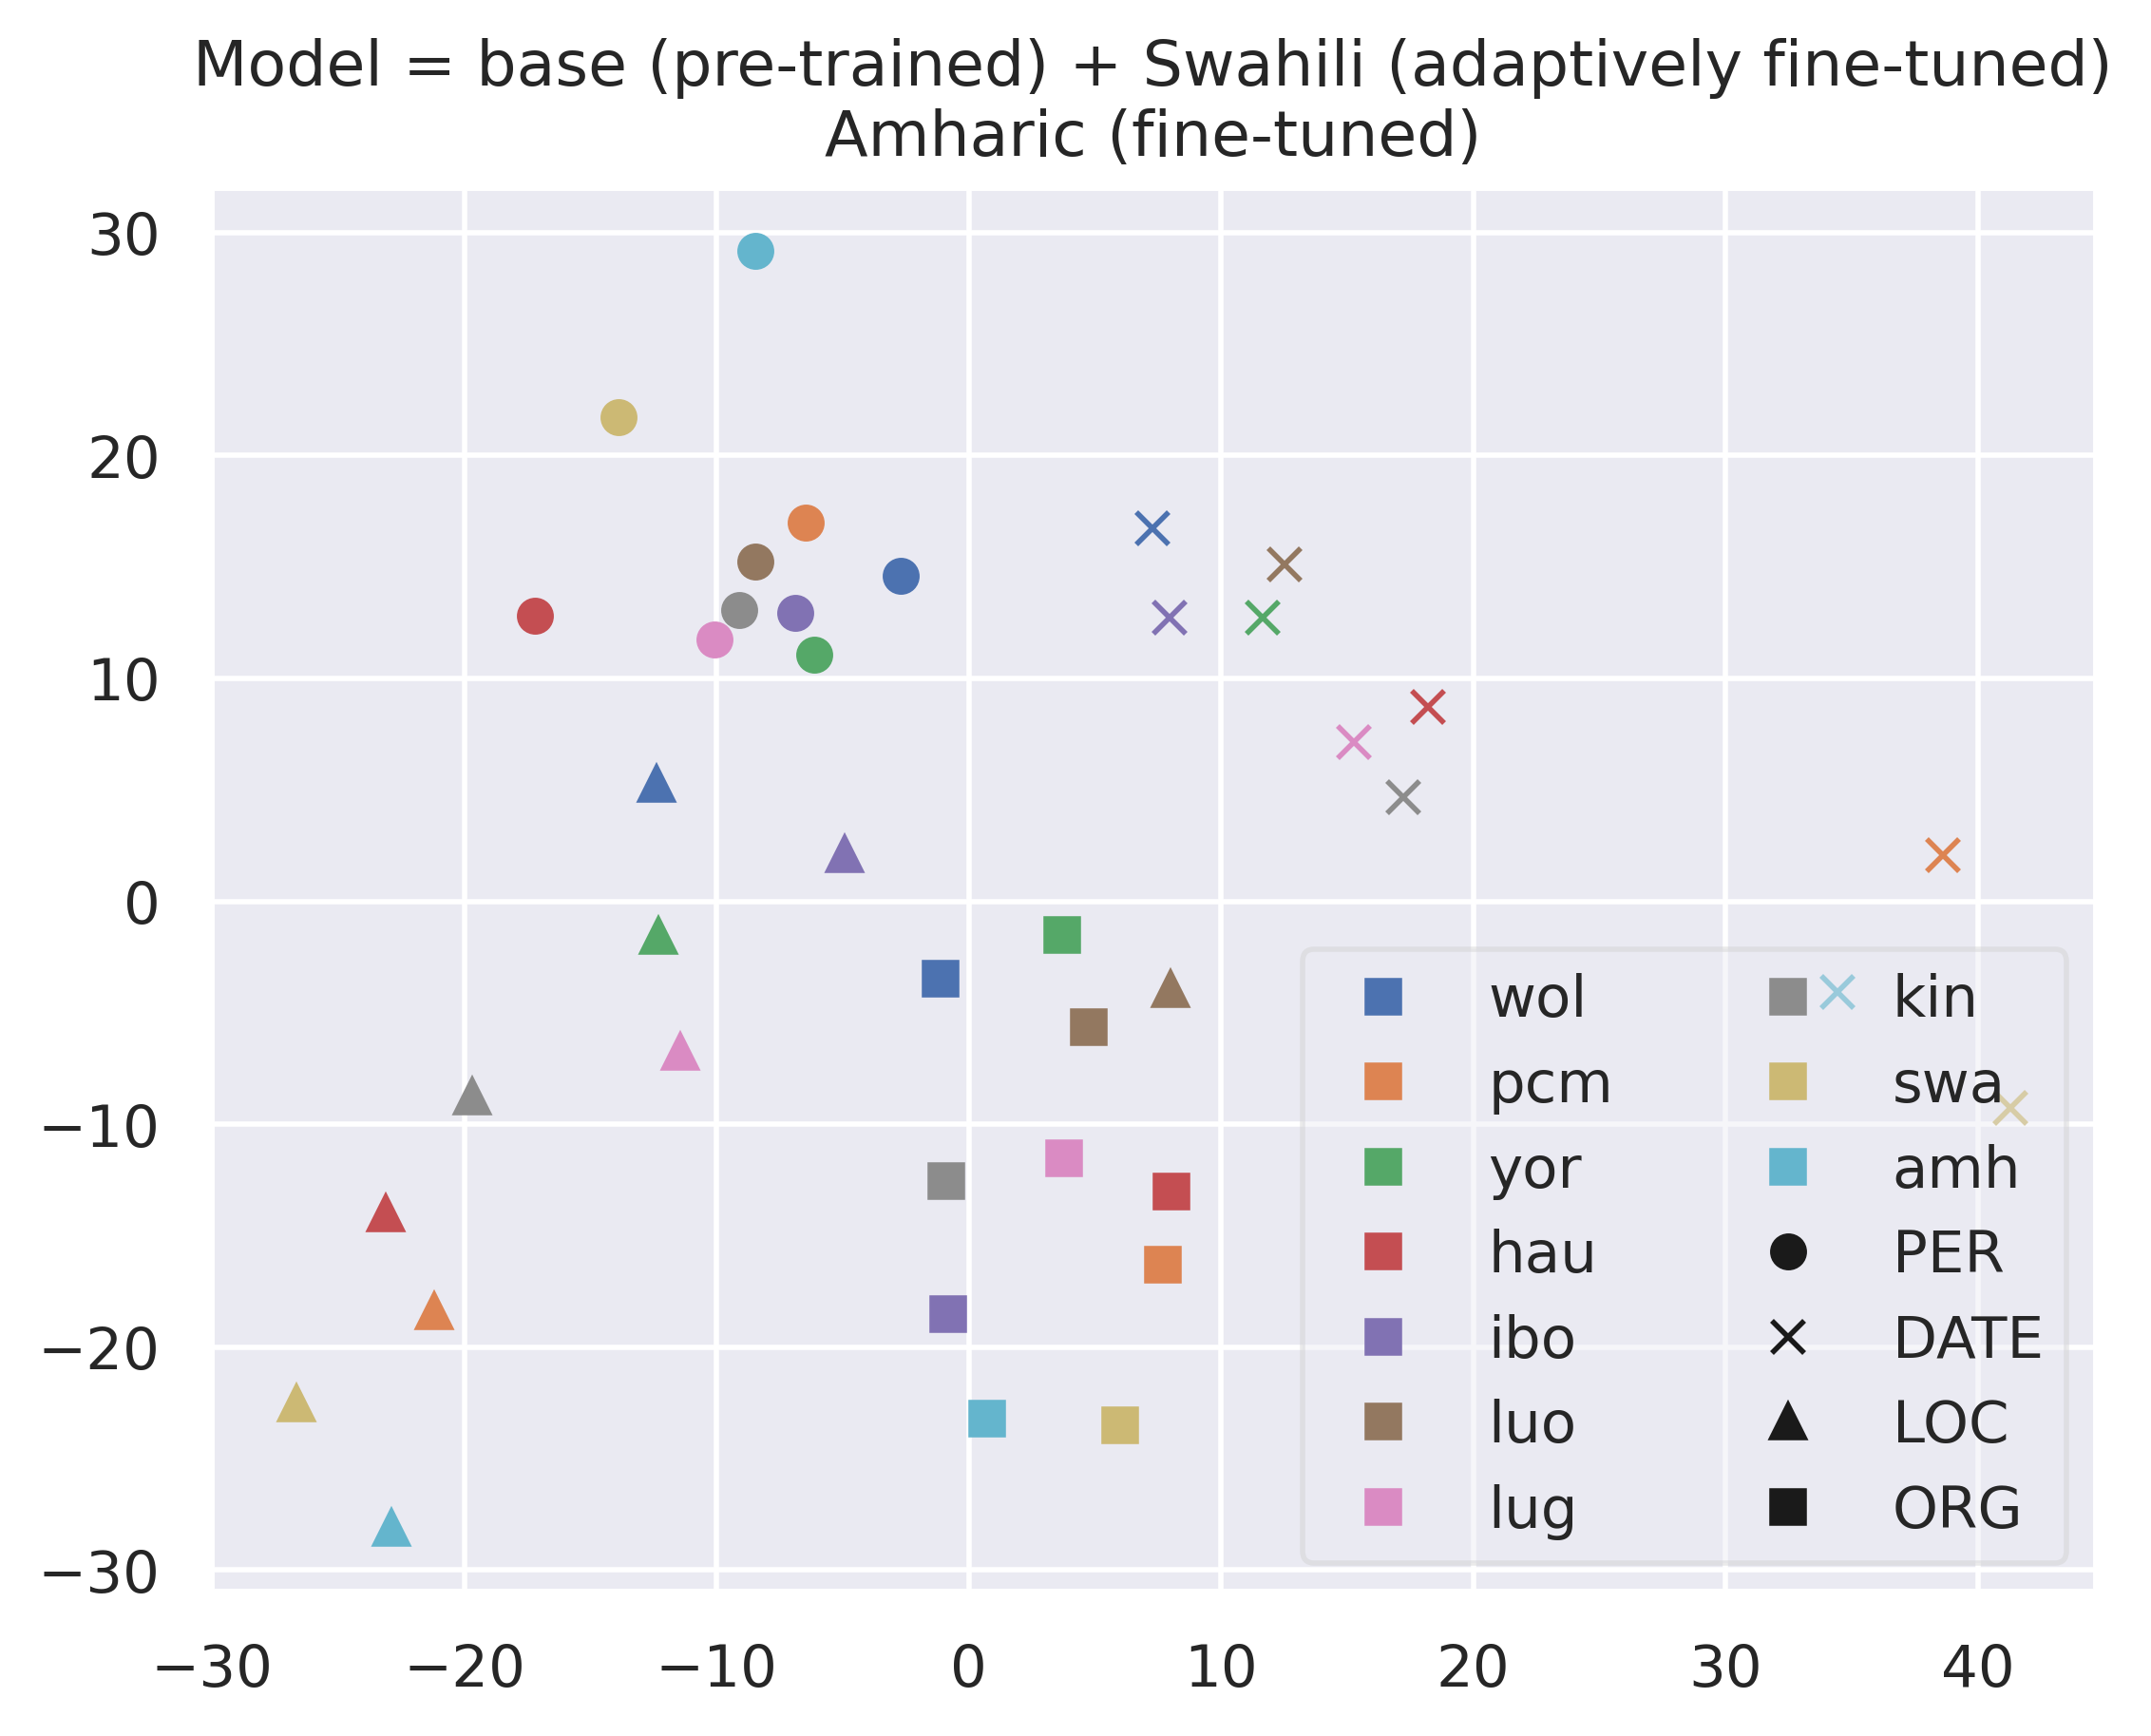 Model = base (pre-trained) + Swahili (adaptively fine-tuned)
Amharic (fine-tuned)
30
20
10
0
−10
−20
−30
wol
pcm
yor
hau
ibo
luo
lug
kin
swa
amh
PER
DATE
LOC
ORG
−30 −20 −10 0 10 20 30 40